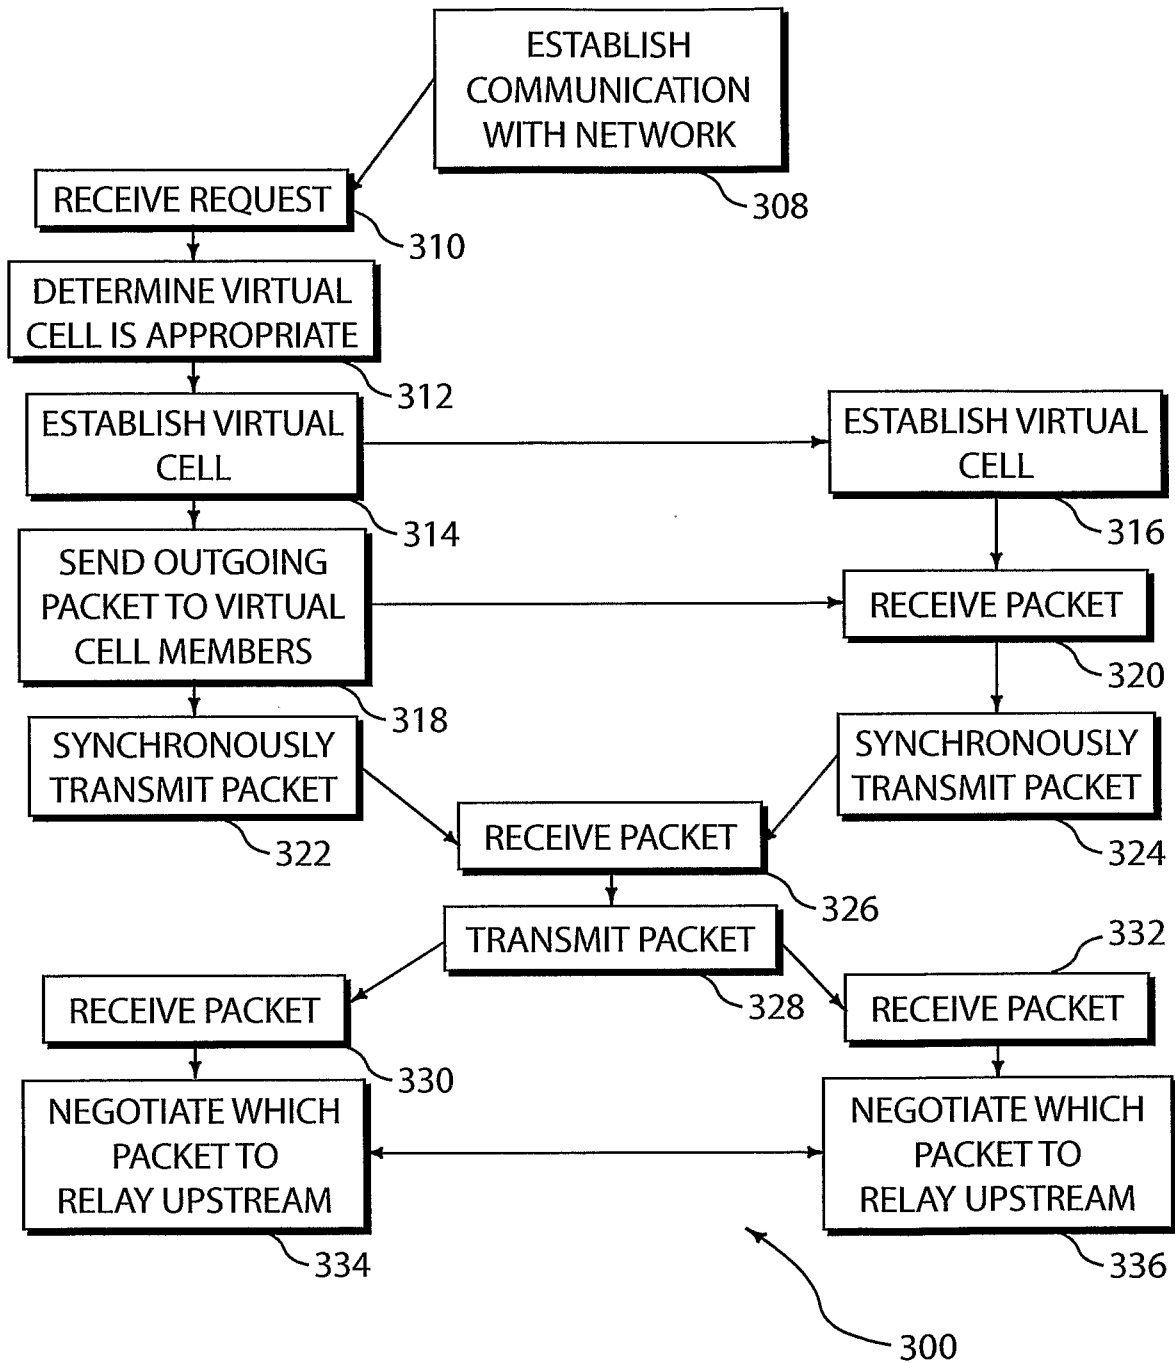 ESTABLISH
COMMUNICATION
WITH NETWORK
308
RECEIVE REQUEST
310
DETERMINE VIRTUAL
CELL IS APPROPRIATE
312
ESTABLISH VIRTUAL
CELL
314
ESTABLISH VIRTUAL
CELL
316
SEND OUTGOING
PACKET TO VIRTUAL
CELL MEMBERS
318
RECEIVE PACKET
320
SYNCHRONOUSLY
TRANSMIT PACKET
322
SYNCHRONOUSLY
TRANSMIT PACKET
324
RECEIVE PACKET
326
TRANSMIT PACKET
328
RECEIVE PACKET
330
332
RECEIVE PACKET
NEGOTIATE WHICH
PACKET TO
RELAY UPSTREAM
334
NEGOTIATE WHICH
PACKET TO
RELAY UPSTREAM
336
300